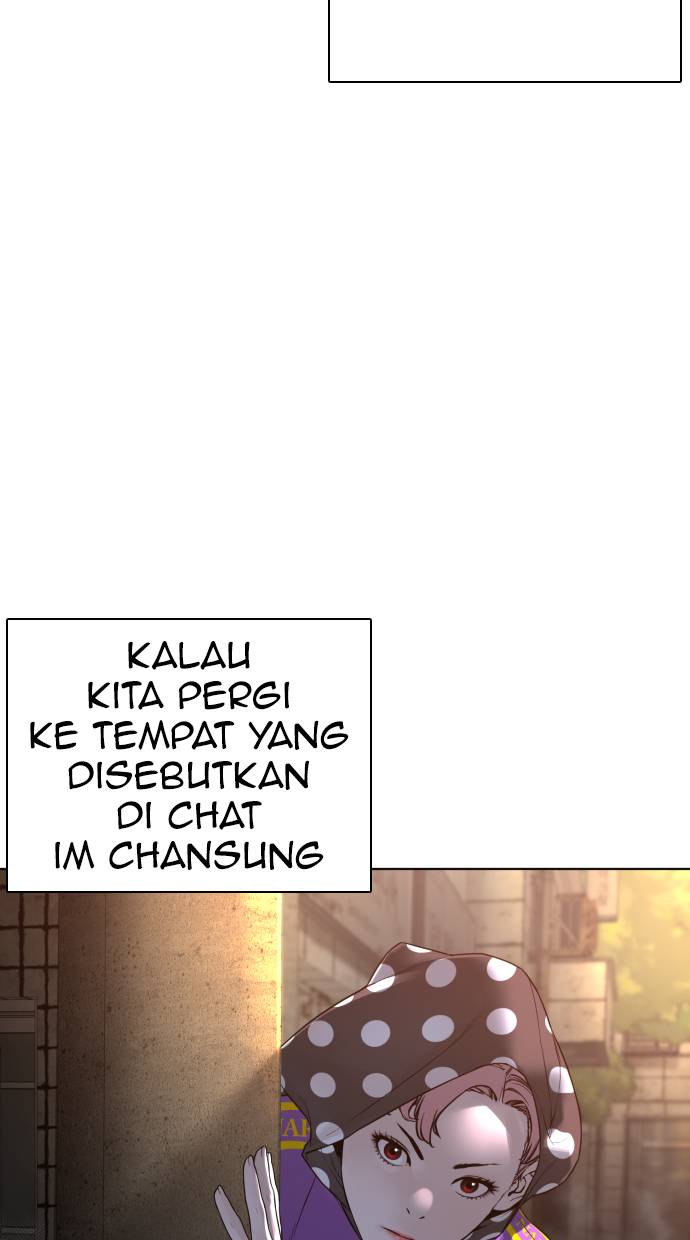 KALAU
KITA PERGI
KE TEMPAT YANG
DISEBUTKAN
DI CHAT
IM CHANSUNG